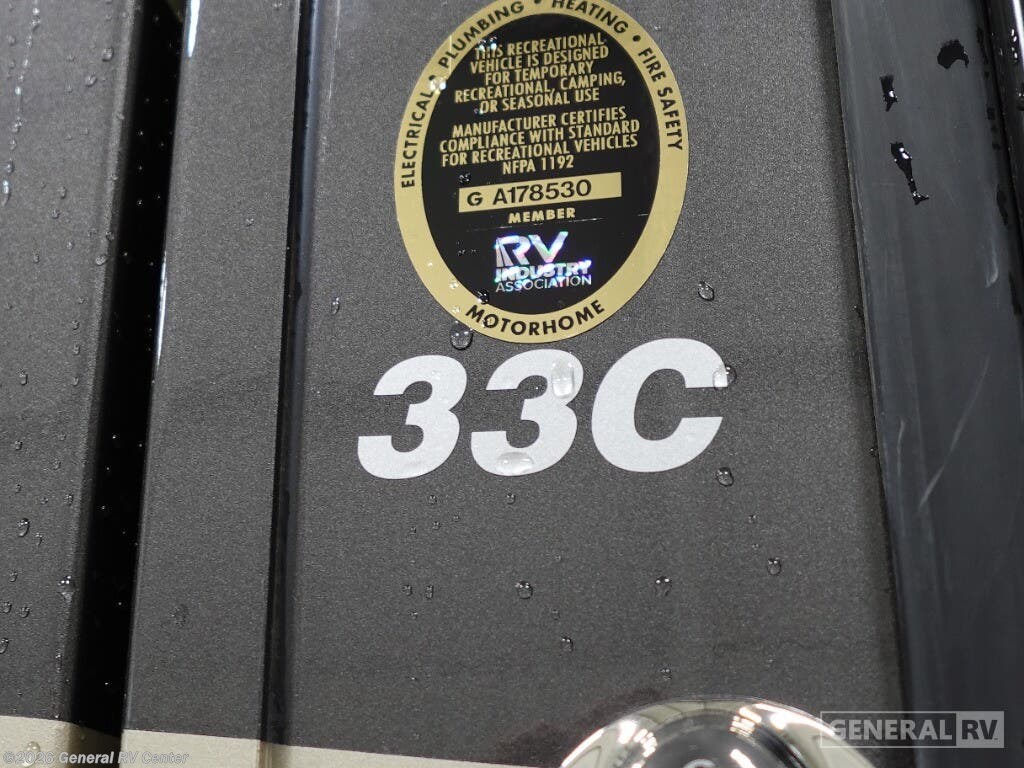 ELECTRICAL • PLUMBING • HEATING • FIRE SAFETY
THIS RECREATIONAL
VEHICLE IS DESIGNED
FOR TEMPORARY
RECREATIONAL, CAMPING,
OR SEASONAL USE
MANUFACTURER CERTIFIES
COMPLIANCE WITH STANDARD
FOR RECREATIONAL VEHICLES
NFPA 1192
G A178530
MEMBER
RV
INDUSTRY
ASSOCIATION
MOTORHOME
33C
GENERAL RV
©2026 General RV Center